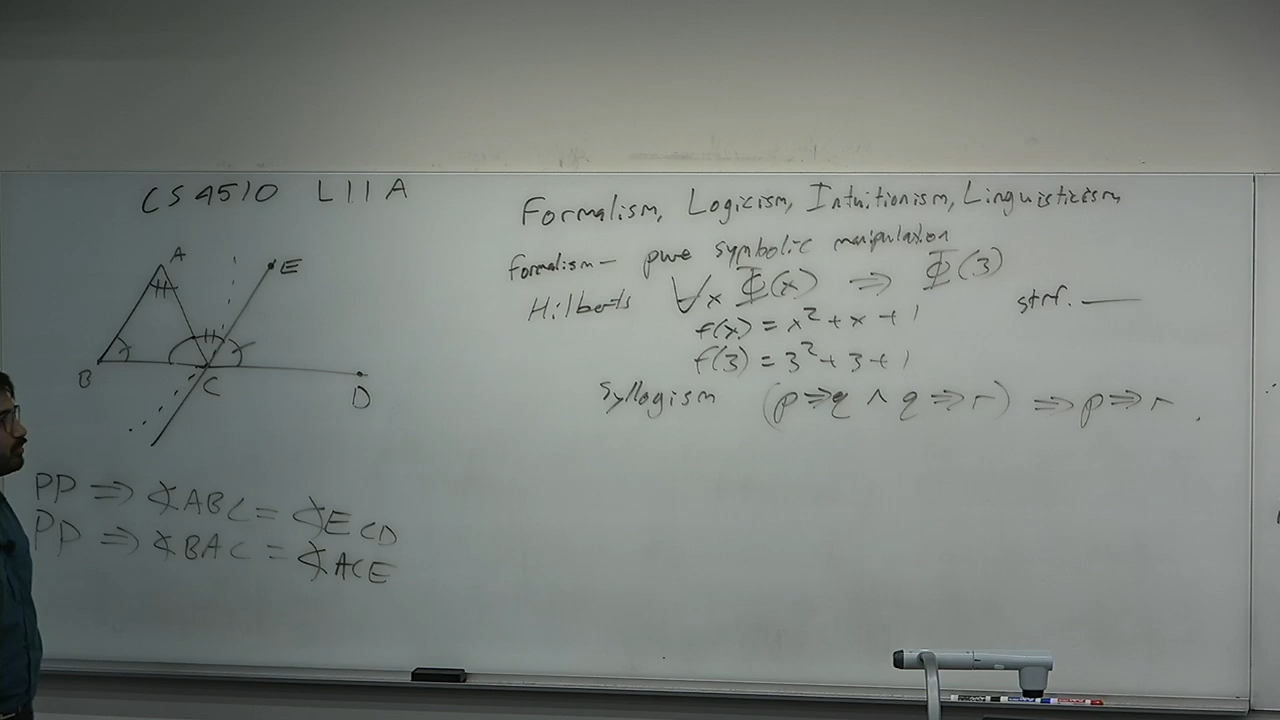 CS 4510 L11A
A
E
B
C
D
PP ⇒ ∢ABC = ∢ECD
PP ⇒ ∢BAC = ∢ACE
Formalism, Logicism, Intuitionism, Linguisticism
formalism — pure symbolic manipulation
Hilberts ∀x Φ(x) ⇒ Φ(3)
f(x) = x² + x + 1
f(3) = 3² + 3 + 1
Syllogism (p ⇒ q ∧ q ⇒ r) ⇒ p ⇒ r.